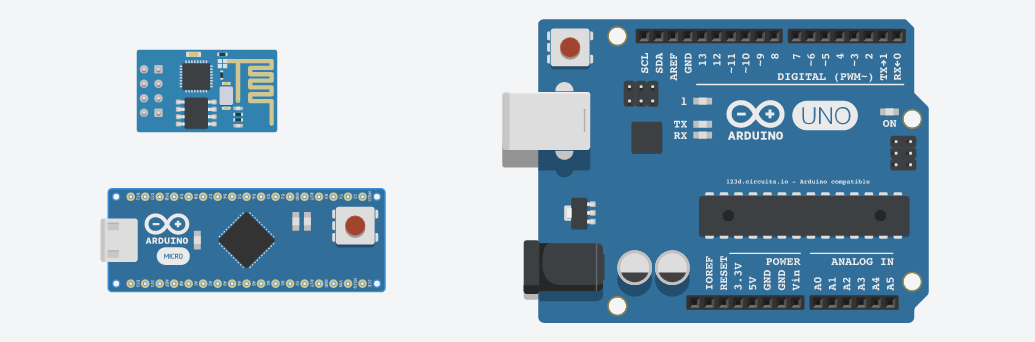 ARDUINO
MICRO
SCL
SDA
AREF
GND
13
12
~11
~10
~9
8
7
~6
~5
~4
~3
2
TX→1
RX←0
DIGITAL (PWM~)
1
TX
RX
ARDUINO
UNO
ON
123d.circuits.io - Arduino compatible
POWER
ANALOG IN
IOREF
RESET
3.3V
5V
GND
GND
Vin
A0
A1
A2
A3
A4
A5